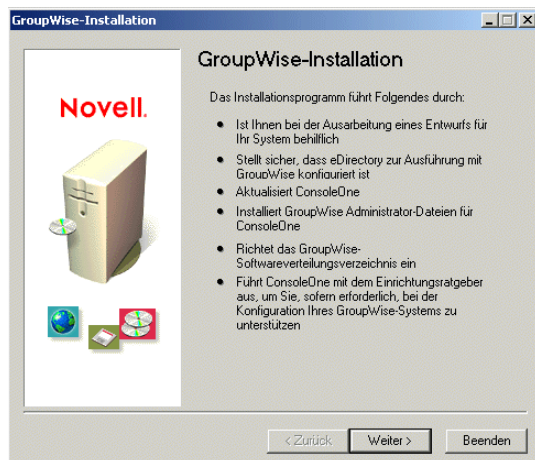 GroupWise-Installation
GroupWise-Installation
Novell.
Das Installationsprogramm führt Folgendes durch:
Ist Ihnen bei der Ausarbeitung eines Entwurfs für
Ihr System behilflich
Stellt sicher, dass eDirectory zur Ausführung mit
GroupWise konfiguriert ist
Aktualisiert ConsoleOne
Installiert GroupWise Administrator-Dateien für
ConsoleOne
Richtet das GroupWise-
Softwareverteilungsverzeichnis ein
Führt ConsoleOne mit dem Einrichtungsratgeber
aus, um Sie, sofern erforderlich, bei der
Konfiguration Ihres GroupWise-Systems zu
unterstützen
< Zurück
Weiter >
Beenden